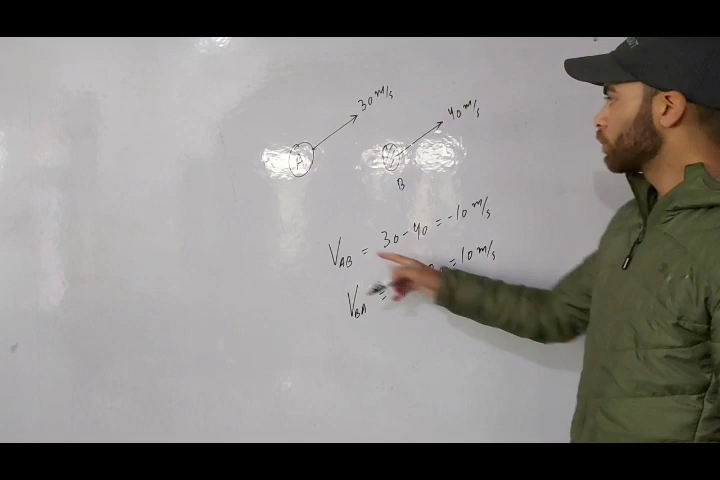 30 m/s
40 m/s
A
B
V_AB = 30 - 40 = -10 m/s
V_BA = = 10 m/s